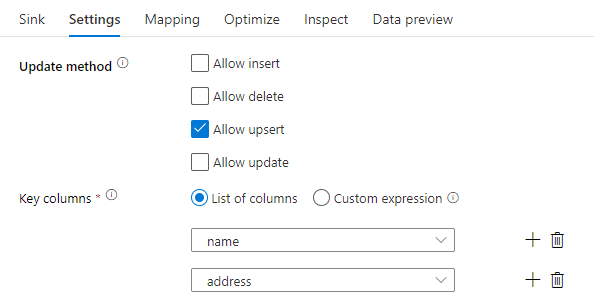 Sink Settings Mapping Optimize Inspect Data preview
Update method
Allow insert
Allow delete
Allow upsert
Allow update
Key columns * List of columns Custom expression
name
address